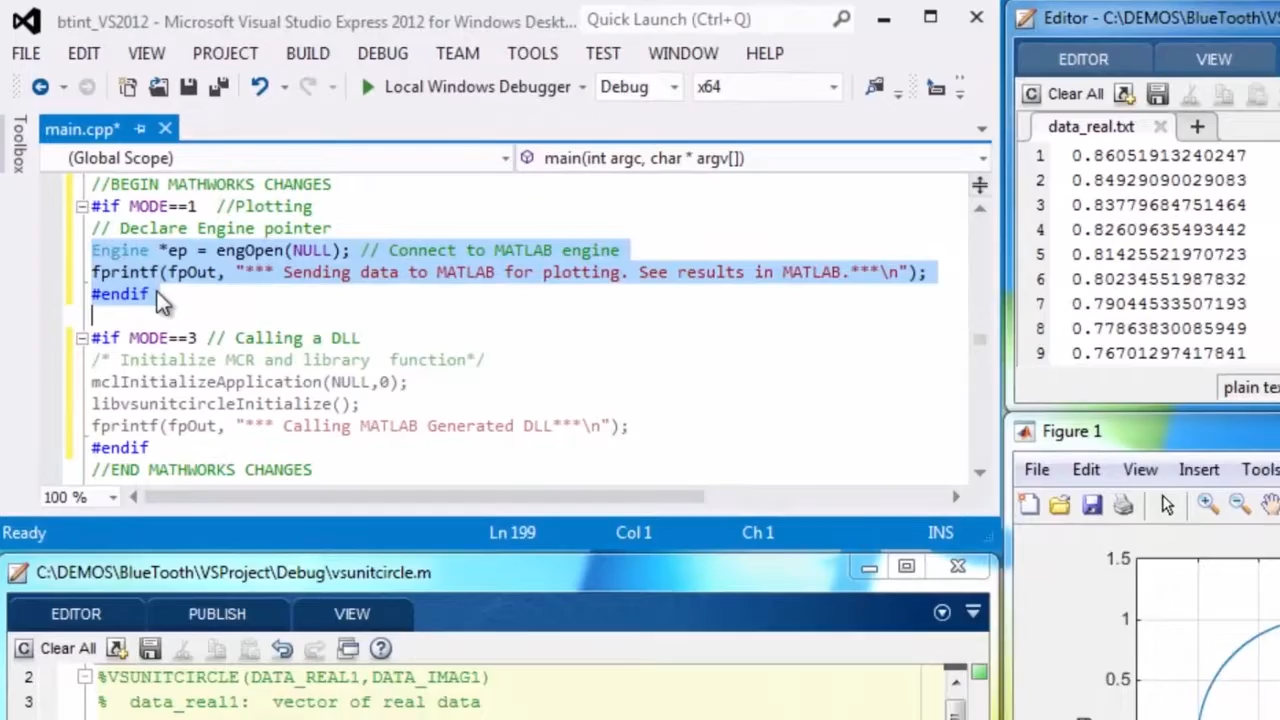 btint_VS2012 - Microsoft Visual Studio Express 2012 for Windows Deskt...
Quick Launch (Ctrl+Q)
FILE EDIT VIEW PROJECT BUILD DEBUG TEAM TOOLS TEST WINDOW HELP
Local Windows Debugger Debug x64
Toolbox
main.cpp*
(Global Scope) main(int argc, char * argv[])
//BEGIN MATHWORKS CHANGES
#if MODE==1 //Plotting
// Declare Engine pointer
Engine *ep = engOpen(NULL); // Connect to MATLAB engine
fprintf(fpOut, "*** Sending data to MATLAB for plotting. See results in MATLAB.***\n");
#endif
#if MODE==3 // Calling a DLL
/* Initialize MCR and library function*/
mclInitializeApplication(NULL,0);
libvsunitcircleInitialize();
fprintf(fpOut, "*** Calling MATLAB Generated DLL***\n");
#endif
//END MATHWORKS CHANGES
100 %
Ready Ln 199 Col 1 Ch 1 INS
C:\DEMOS\BlueTooth\VSProject\Debug\vsunitcircle.m
EDITOR PUBLISH VIEW
Clear All
2 %VSUNITCIRCLE(DATA_REAL1,DATA_IMAG1)
3 % data_real1: vector of real data
Editor - C:\DEMOS\BlueTooth\VS
EDITOR VIEW
Clear All
data_real.txt
1 0.86051913240247
2 0.84929090029083
3 0.83779684751464
4 0.82609635493442
5 0.81425521970723
6 0.80234551987832
7 0.79044533507193
8 0.77863830085949
9 0.76701297417841
plain te
Figure 1
File Edit View Insert Tools
1.5
1
0.5